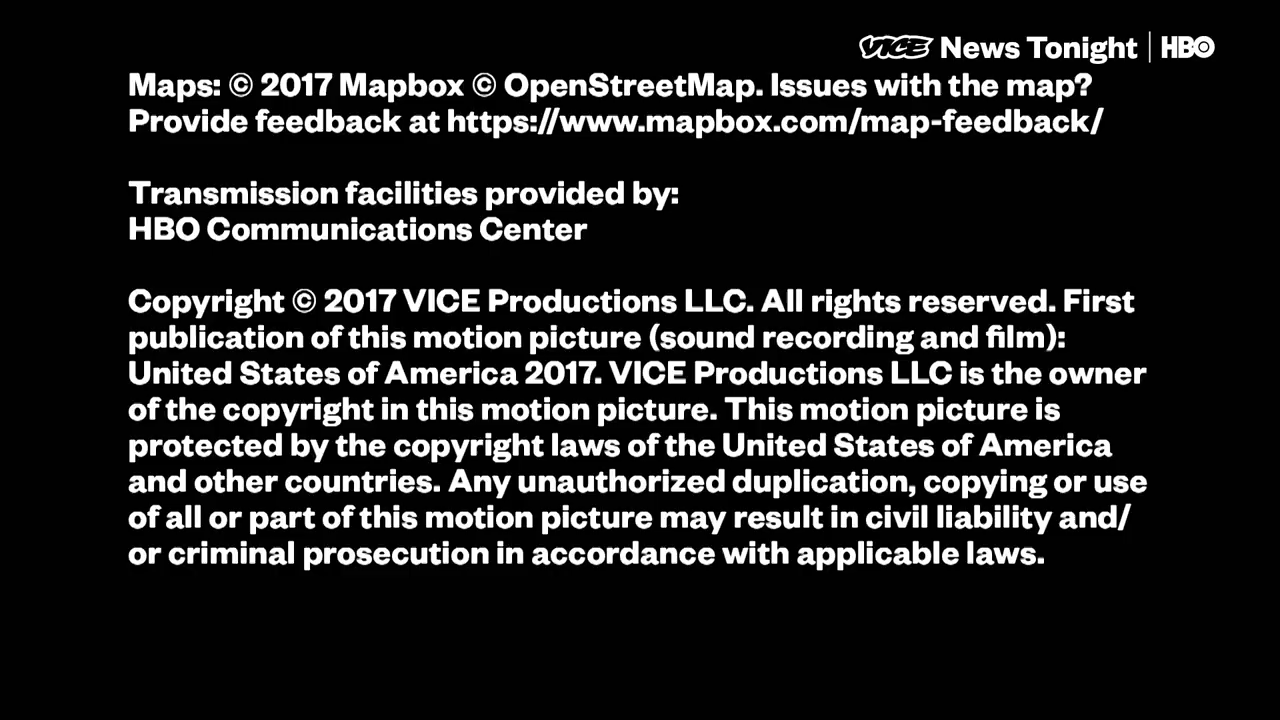 VICE News Tonight | HBO
Maps: © 2017 Mapbox © OpenStreetMap. Issues with the map?
Provide feedback at https://www.mapbox.com/map-feedback/
Transmission facilities provided by:
HBO Communications Center
Copyright © 2017 VICE Productions LLC. All rights reserved. First
publication of this motion picture (sound recording and film):
United States of America 2017. VICE Productions LLC is the owner
of the copyright in this motion picture. This motion picture is
protected by the copyright laws of the United States of America
and other countries. Any unauthorized duplication, copying or use
of all or part of this motion picture may result in civil liability and/
or criminal prosecution in accordance with applicable laws.